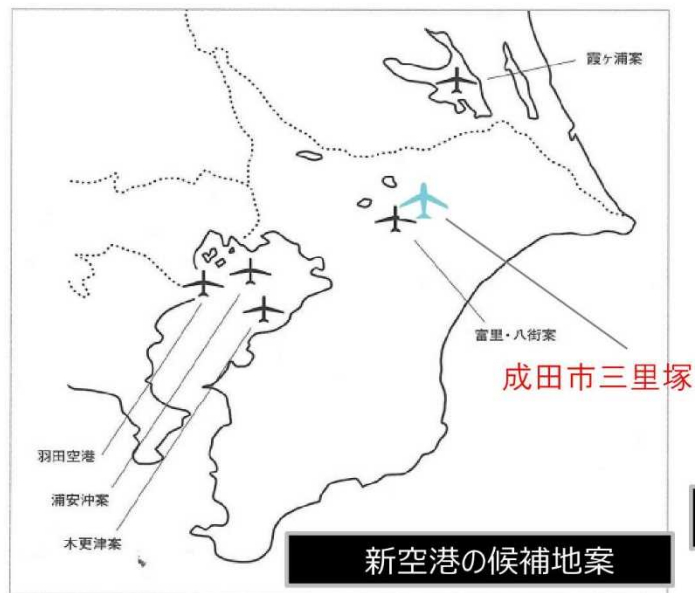 霞ヶ浦案
富里・八街案
成田市三里塚
羽田空港
浦安沖案
木更津案
新空港の候補地案